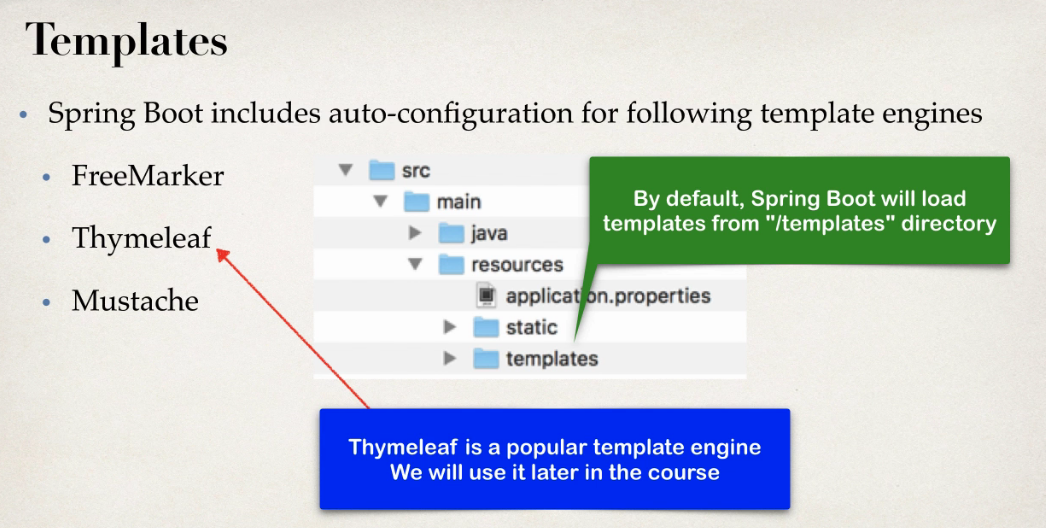 Templates
• Spring Boot includes auto-configuration for following template engines
• FreeMarker
• Thymeleaf
• Mustache
src
main
java
resources
application.properties
static
templates
By default, Spring Boot will load
templates from "/templates" directory
Thymeleaf is a popular template engine
We will use it later in the course